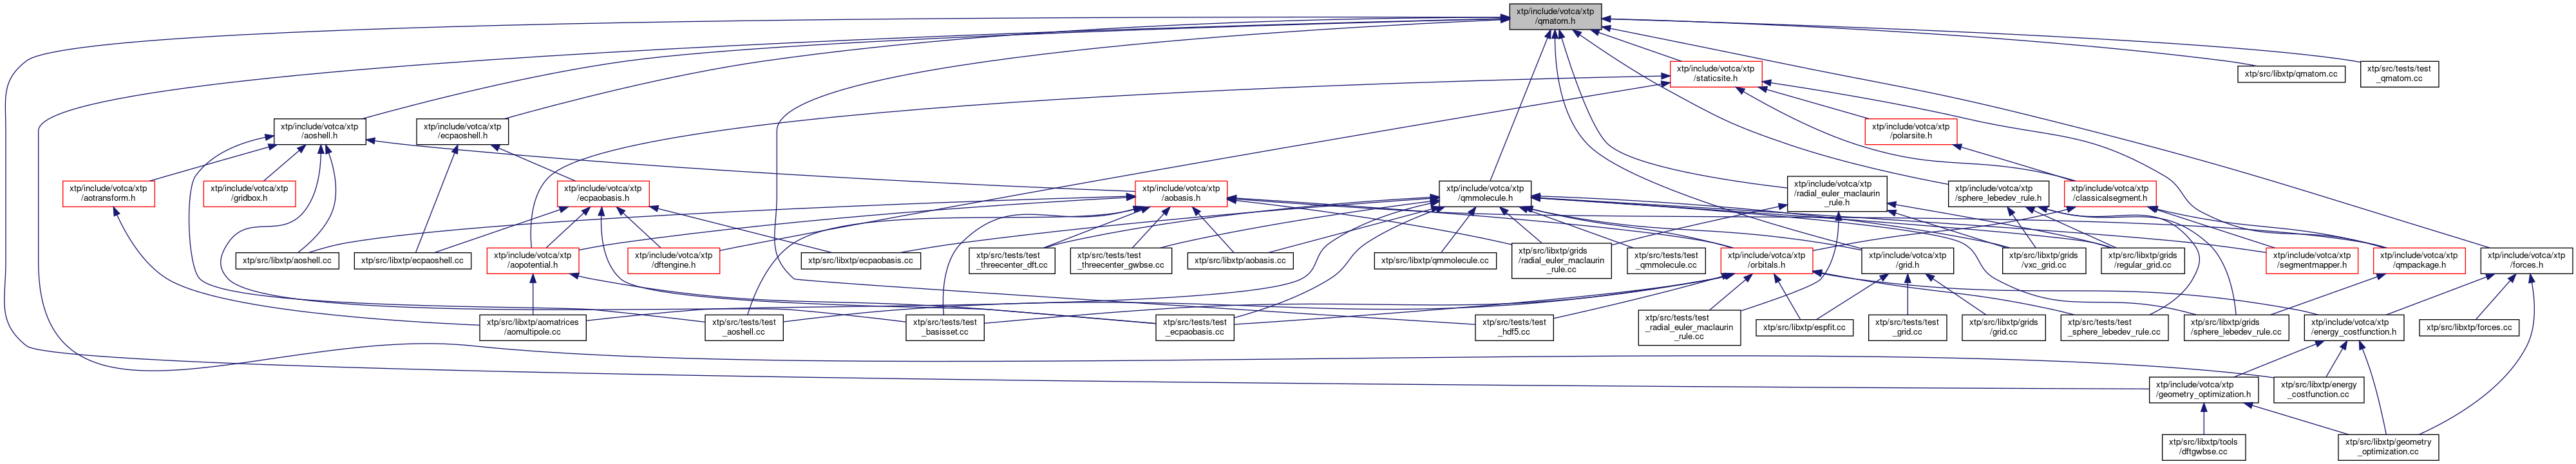 xtp/include/votca/xtp
/qmatom.h
xtp/include/votca/xtp
/staticsite.h
xtp/src/libxtp/qmatom.cc
xtp/src/tests/test
_qmatom.cc
xtp/include/votca/xtp
/aoshell.h
xtp/include/votca/xtp
/ecpaoshell.h
xtp/include/votca/xtp
/polarsite.h
xtp/include/votca/xtp
/aotransform.h
xtp/include/votca/xtp
/gridbox.h
xtp/include/votca/xtp
/ecpaobasis.h
xtp/include/votca/xtp
/aobasis.h
xtp/include/votca/xtp
/qmmolecule.h
xtp/include/votca/xtp
/radial_euler_maclaurin
_rule.h
xtp/include/votca/xtp
/sphere_lebedev_rule.h
xtp/include/votca/xtp
/classicalsegment.h
xtp/src/libxtp/aoshell.cc
xtp/src/libxtp/ecpaoshell.cc
xtp/include/votca/xtp
/aopotential.h
xtp/include/votca/xtp
/dftengine.h
xtp/src/libxtp/ecpaobasis.cc
xtp/src/tests/test
_threecenter_dft.cc
xtp/src/tests/test
_threecenter_gwbse.cc
xtp/src/libxtp/aobasis.cc
xtp/src/libxtp/qmmolecule.cc
xtp/src/libxtp/grids
/radial_euler_maclaurin
_rule.cc
xtp/src/tests/test
_qmmolecule.cc
xtp/include/votca/xtp
/orbitals.h
xtp/include/votca/xtp
/grid.h
xtp/src/libxtp/grids
/vxc_grid.cc
xtp/src/libxtp/grids
/regular_grid.cc
xtp/include/votca/xtp
/segmentmapper.h
xtp/include/votca/xtp
/qmpackage.h
xtp/include/votca/xtp
/forces.h
xtp/src/libxtp/aomatrices
/aomultipole.cc
xtp/src/tests/test
_aoshell.cc
xtp/src/tests/test
_basisset.cc
xtp/src/tests/test
_ecpaobasis.cc
xtp/src/tests/test
_hdf5.cc
xtp/src/tests/test
_radial_euler_maclaurin
_rule.cc
xtp/src/libxtp/espfit.cc
xtp/src/tests/test
_grid.cc
xtp/src/libxtp/grids
/grid.cc
xtp/src/tests/test
_sphere_lebedev_rule.cc
xtp/src/libxtp/grids
/sphere_lebedev_rule.cc
xtp/include/votca/xtp
/energy_costfunction.h
xtp/src/libxtp/forces.cc
xtp/include/votca/xtp
/geometry_optimization.h
xtp/src/libxtp/energy
_costfunction.cc
xtp/src/libxtp/tools
/dftgwbse.cc
xtp/src/libxtp/geometry
_optimization.cc